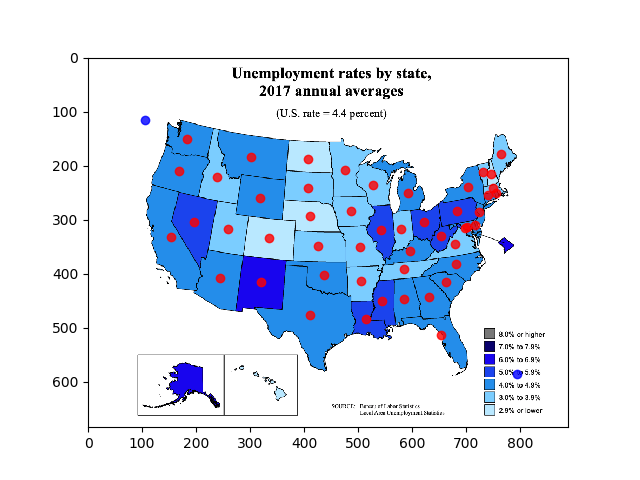 Unemployment rates by state,
2017 annual averages
(U.S. rate = 4.4 percent)
0
100
200
300
400
500
600
0
100
200
300
400
500
600
700
800
8.0% or higher
7.0% to 7.9%
6.0% to 6.9%
5.0% to 5.9%
4.0% to 4.9%
3.0% to 3.9%
2.9% or lower
SOURCE: Bureau of Labor Statistics
Local Area Unemployment Statistics